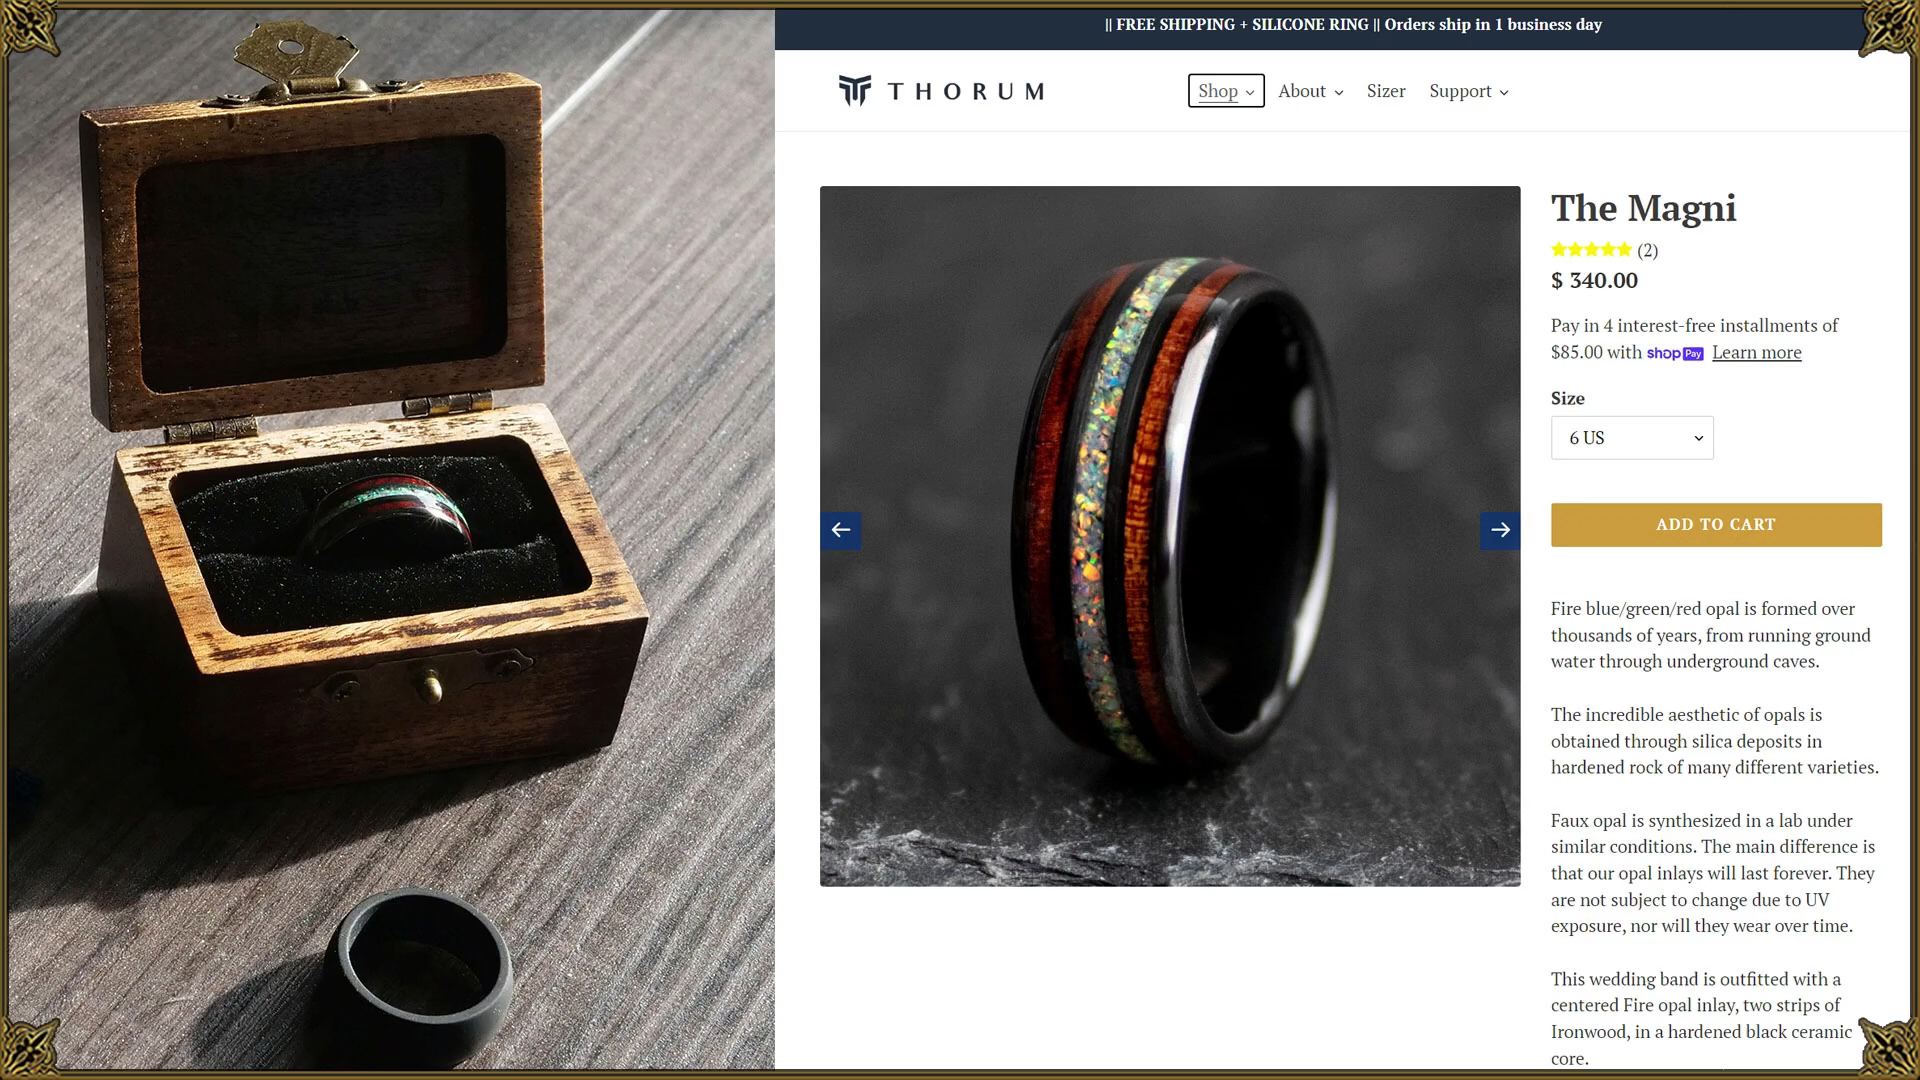 || FREE SHIPPING + SILICONE RING || Orders ship in 1 business day
THORUM
Shop
About
Sizer
Support
The Magni
(2)
$ 340.00
Pay in 4 interest-free installments of
$85.00 with shop Pay Learn more
Size
6 US
ADD TO CART
Fire blue/green/red opal is formed over
thousands of years, from running ground
water through underground caves.
The incredible aesthetic of opals is
obtained through silica deposits in
hardened rock of many different varieties.
Faux opal is synthesized in a lab under
similar conditions. The main difference is
that our opal inlays will last forever. They
are not subject to change due to UV
exposure, nor will they wear over time.
This wedding band is outfitted with a
centered Fire opal inlay, two strips of
Ironwood, in a hardened black ceramic
core.